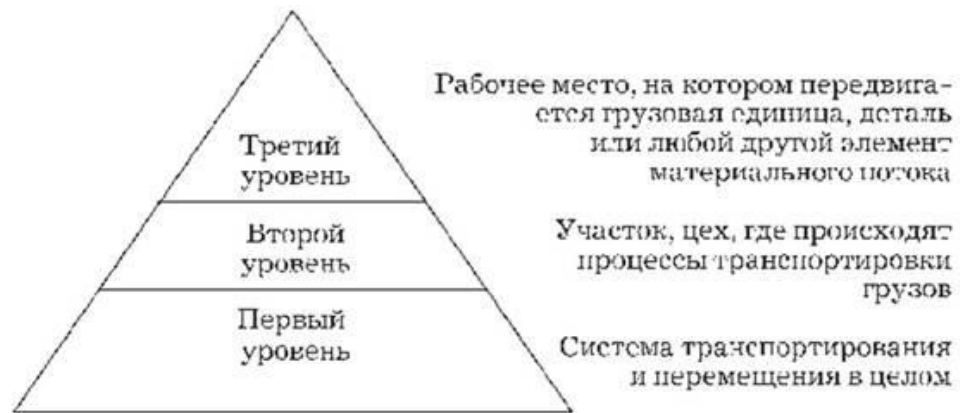 Третий
уровень
Рабочее место, на котором передвига-
ется грузовая единица, деталь
или любой другой элемент
материального потока
Второй
уровень
Участок, цех, где происходят
процессы транспортировки
грузов
Первый
уровень
Система транспортирования
и перемещения в целом